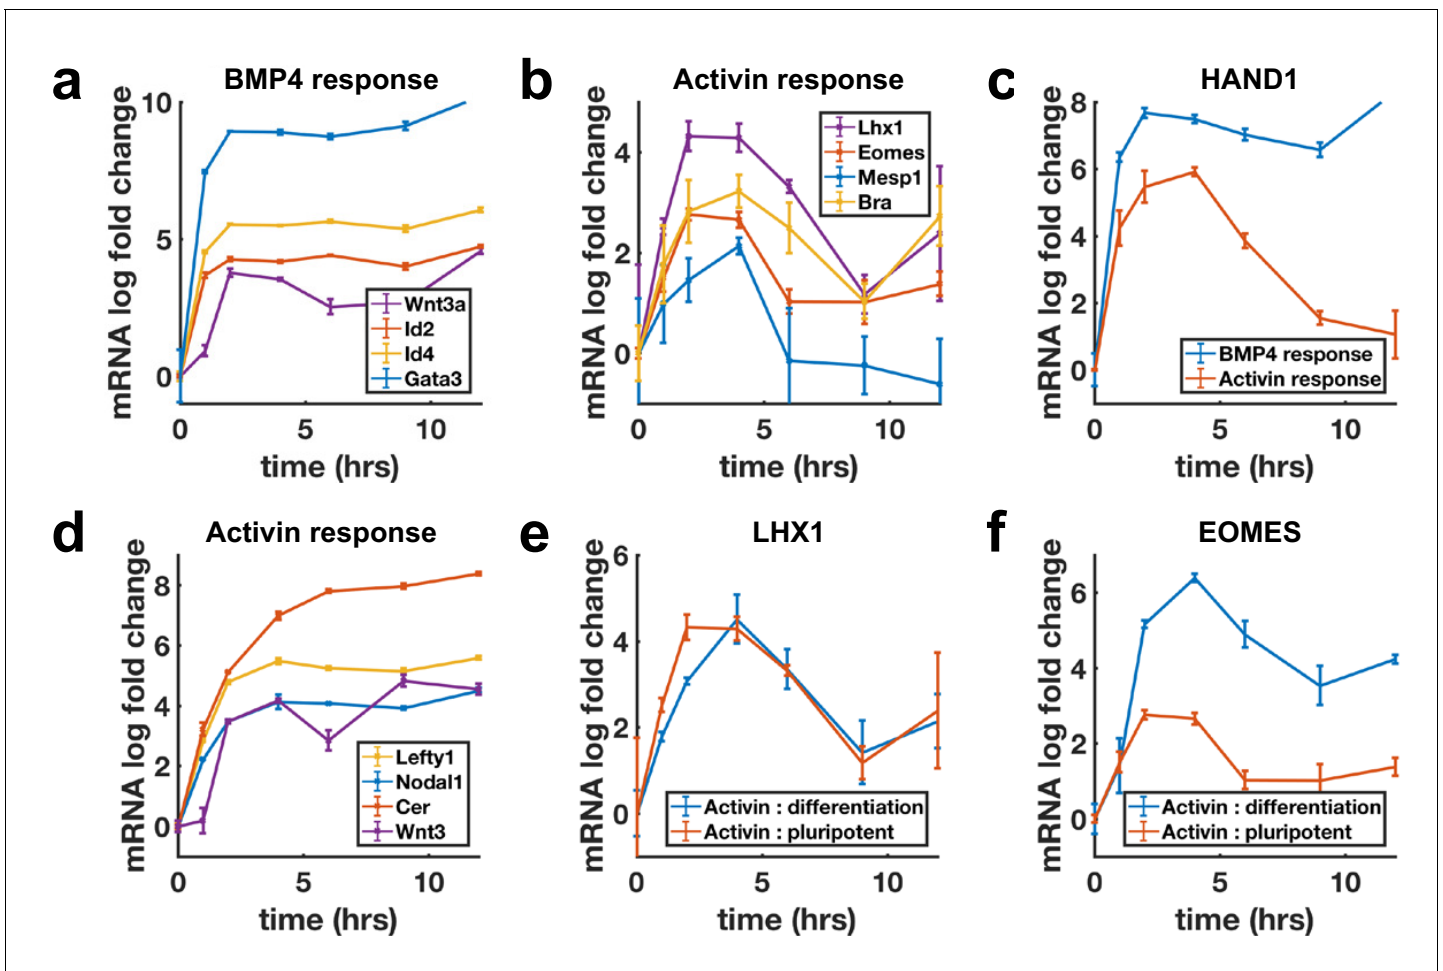 a
BMP4 response
mRNA log fold change
10
5
0
0 5 10
time (hrs)
Wnt3a
Id2
Id4
Gata3
b
Activin response
mRNA log fold change
4
2
0
0 5 10
time (hrs)
Lhx1
Eomes
Mesp1
Bra
c
HAND1
mRNA log fold change
8
6
4
2
0
0 5 10
time (hrs)
BMP4 response
Activin response
d
Activin response
mRNA log fold change
8
6
4
2
0
0 5 10
time (hrs)
Lefty1
Nodal1
Cer
Wnt3
e
LHX1
mRNA log fold change
6
4
2
0
0 5 10
time (hrs)
Activin : differentiation
Activin : pluripotent
f
EOMES
mRNA log fold change
6
4
2
0
0 5 10
time (hrs)
Activin : differentiation
Activin : pluripotent